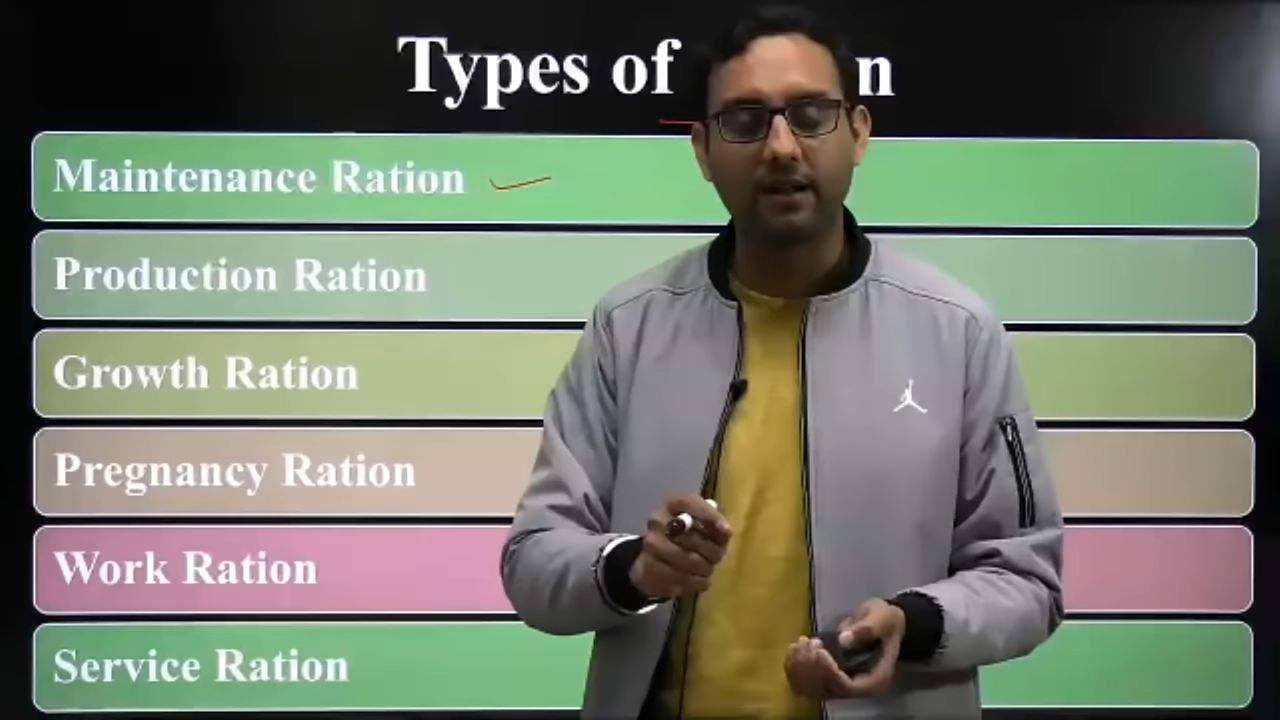 Types of n
Maintenance Ration
Production Ration
Growth Ration
Pregnancy Ration
Work Ration
Service Ration